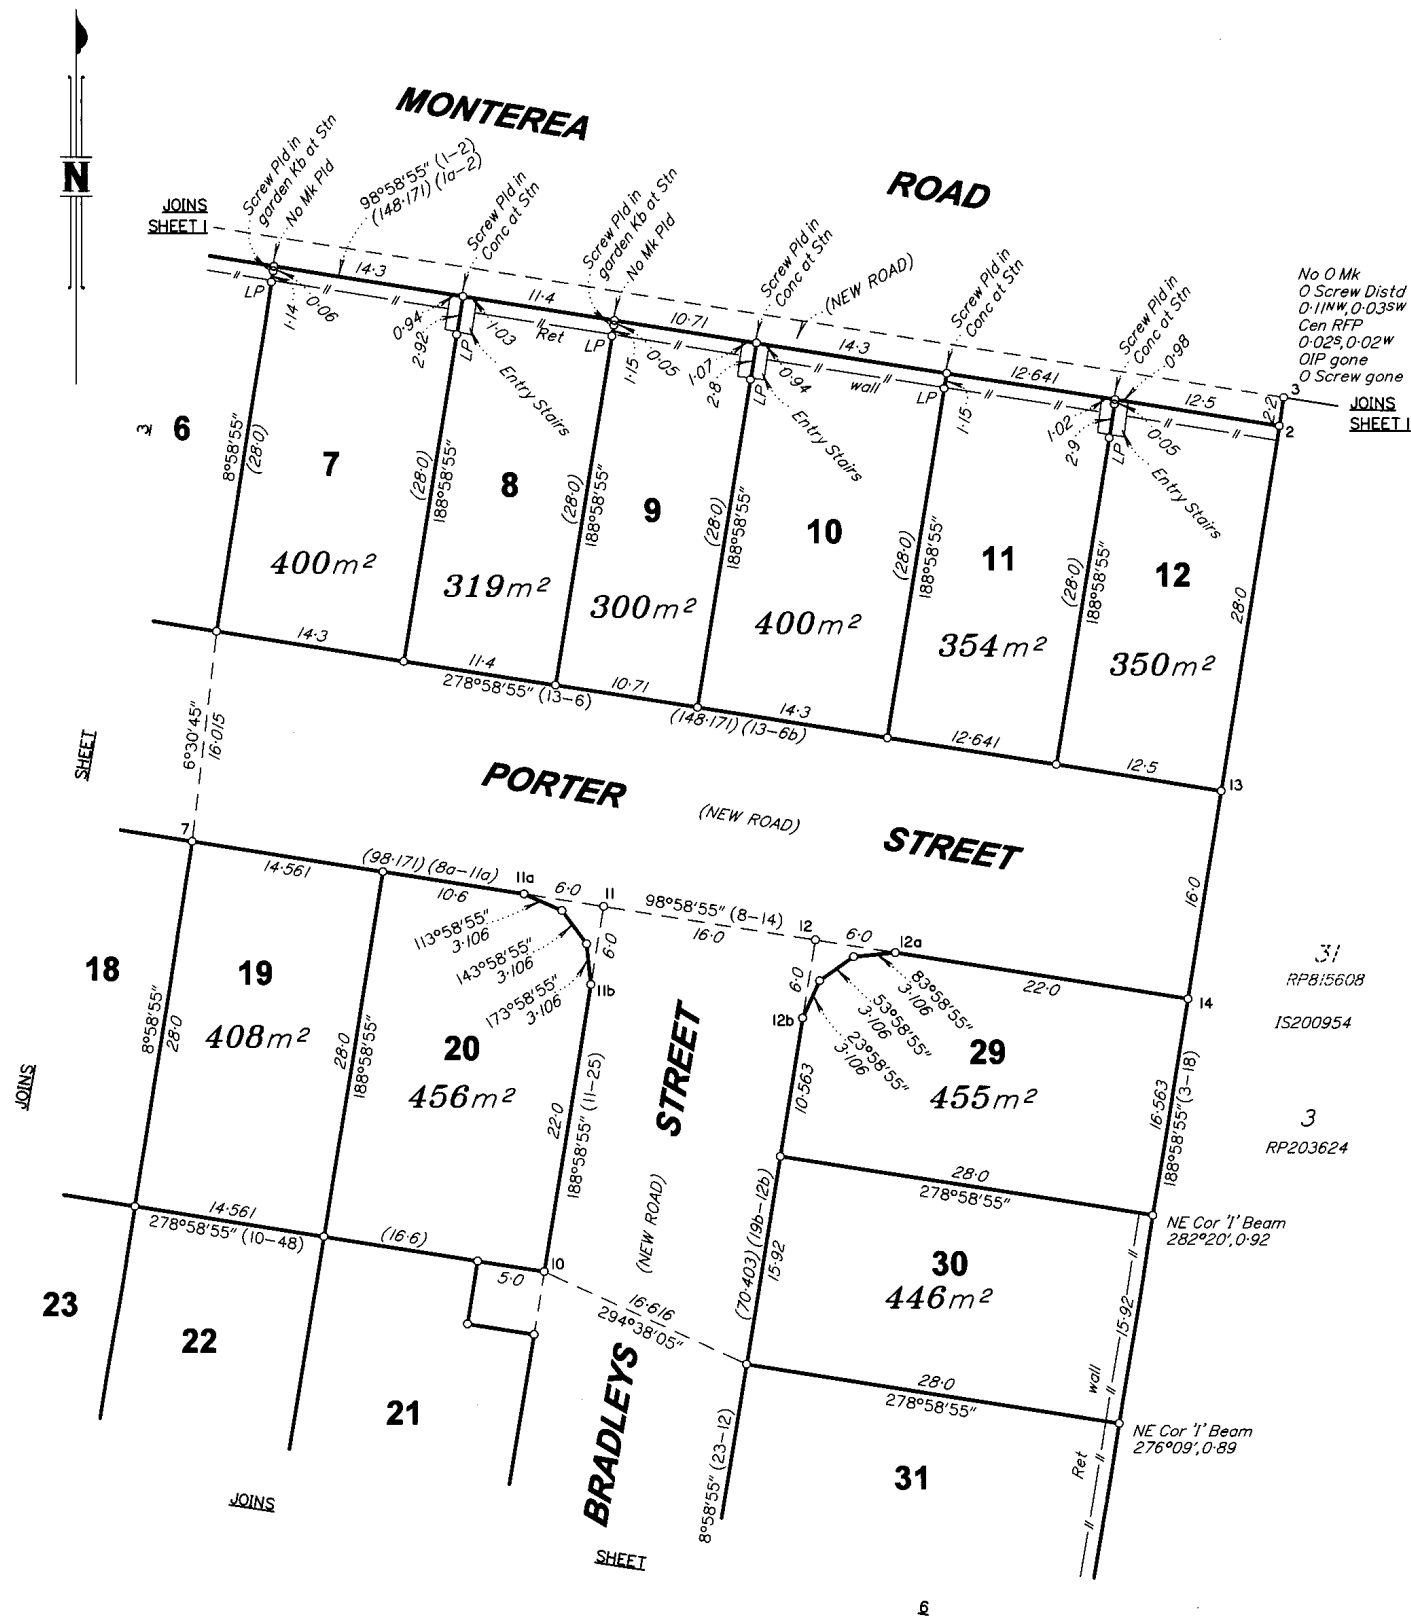 N
MONTEREA
ROAD
JOINS
SHEET 1
Screw Pld in
garden Kb at Stn
No Mk Pld
98°58'55" (1-2)
(148·171) (1a-2)
Screw Pld in
Conc at Stn
Screw Pld in
garden Kb at Stn
No Mk Pld
Screw Pld in
Conc at Stn
(NEW ROAD)
Screw Pld in
Conc at Stn
Screw Pld in
Conc at Stn
No O Mk
O Screw Distd
0·11NW, 0·03SW
Cen RFP
0·02S, 0·02W
OIP gone
O Screw gone
3
JOINS
SHEET 1
2·2
2
14·3
11·4
10·71
14·3
12·641
12·5
LP
1·14
0·06
0·94
2·92
LP
1·03
Ret
Entry Stairs
LP
1·15
0·05
1·07
2·8
LP
0·94
wall
Entry Stairs
LP
1·15
1·02
2·9
LP
0·98
0·05
Entry Stairs
6
8°58'55"
(28·0)
7
400m²
(28·0)
188°58'55"
8
319m²
(28·0)
188°58'55"
9
300m²
(28·0)
188°58'55"
10
400m²
(28·0)
188°58'55"
11
354m²
(28·0)
188°58'55"
12
350m²
28·0
14·3
11·4
278°58'55" (13-6)
10·71
(148·171) (13-6b)
14·3
12·641
12·5
13
6°30'45"
16·015
SHEET
PORTER
(NEW ROAD)
STREET
16·0
7
14·561
(98·171) (8a-11a)
10·6
11a
6·0
11
98°58'55" (8-14)
16·0
12
6·0
12a
22·0
14
113°58'55"
3·106
143°58'55"
3·106
173°58'55"
3·106
6·0
11b
6·0
12b
83°58'55"
3·106
53°58'55"
3·106
23°58'55"
3·106
31
RP815608
IS200954
3
RP203624
18
8°58'55"
28·0
19
408m²
28·0
188°58'55"
20
456m²
22·0
188°58'55" (11-25)
STREET
(NEW ROAD)
BRADLEYS
10·563
29
455m²
16·563
188°58'55" (3-18)
28·0
278°58'55"
NE Cor 'I' Beam
282°20', 0·92
JOINS
14·561
278°58'55" (10-48)
(16·6)
5·0
10
16·616
294°38'05"
(70·403) (19b-12b)
15·92
30
446m²
15·92
wall
28·0
278°58'55"
NE Cor 'I' Beam
276°09', 0·89
Ret
23
22
21
8°58'55" (23-12)
31
JOINS
SHEET
6